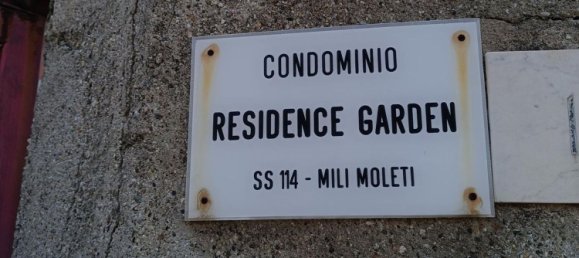 CONDOMINIO
RESIDENCE GARDEN
SS 114 - MILI MOLETI